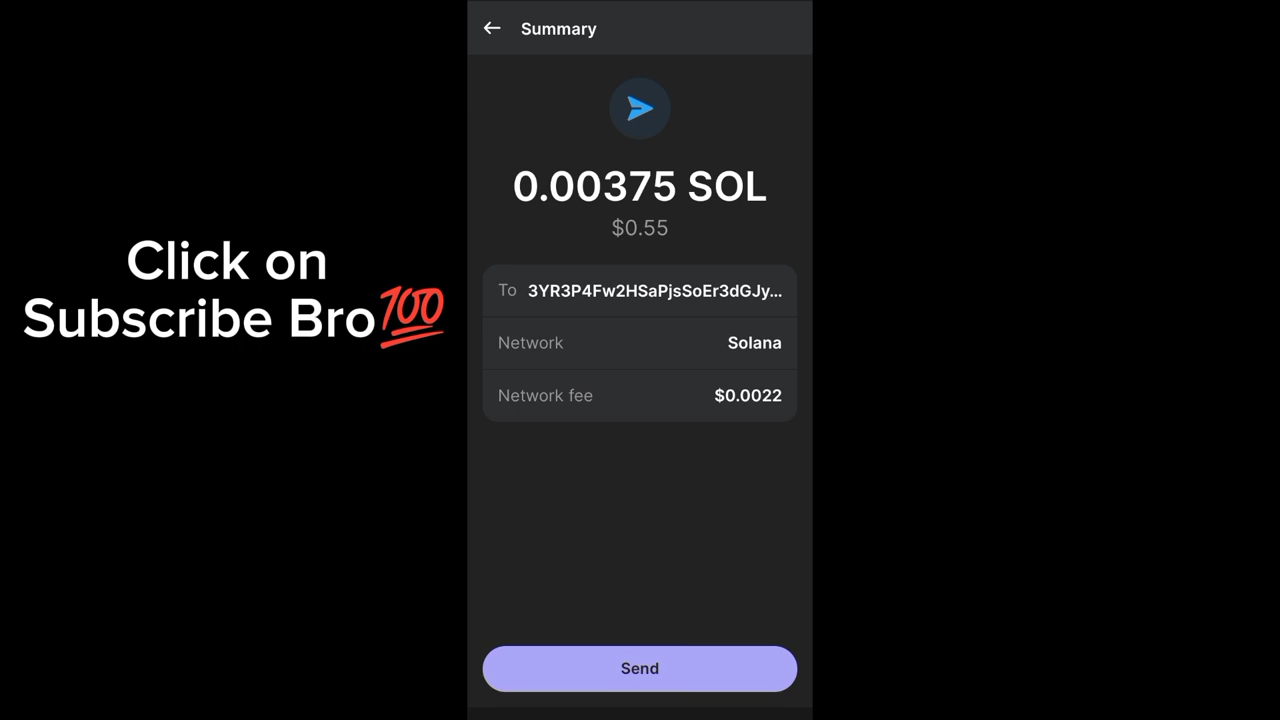 Summary
0.00375 SOL
$0.55
Click on
Subscribe Bro💯
To 3YR3P4Fw2HSaPjsSoEr3dGJy...
Network Solana
Network fee $0.0022
Send